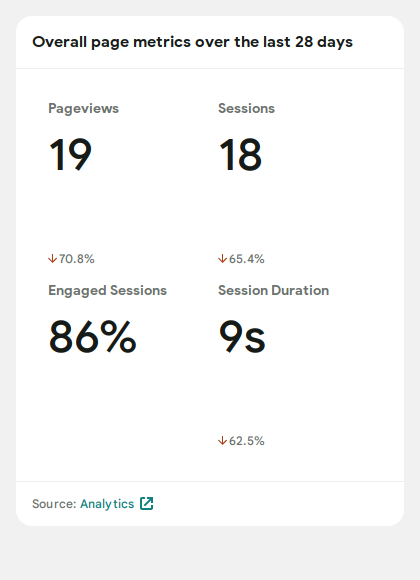 Overall page metrics over the last 28 days
Pageviews
19
↓70.8%
Sessions
18
↓65.4%
Engaged Sessions
86%
Session Duration
9s
↓62.5%
Source: Analytics